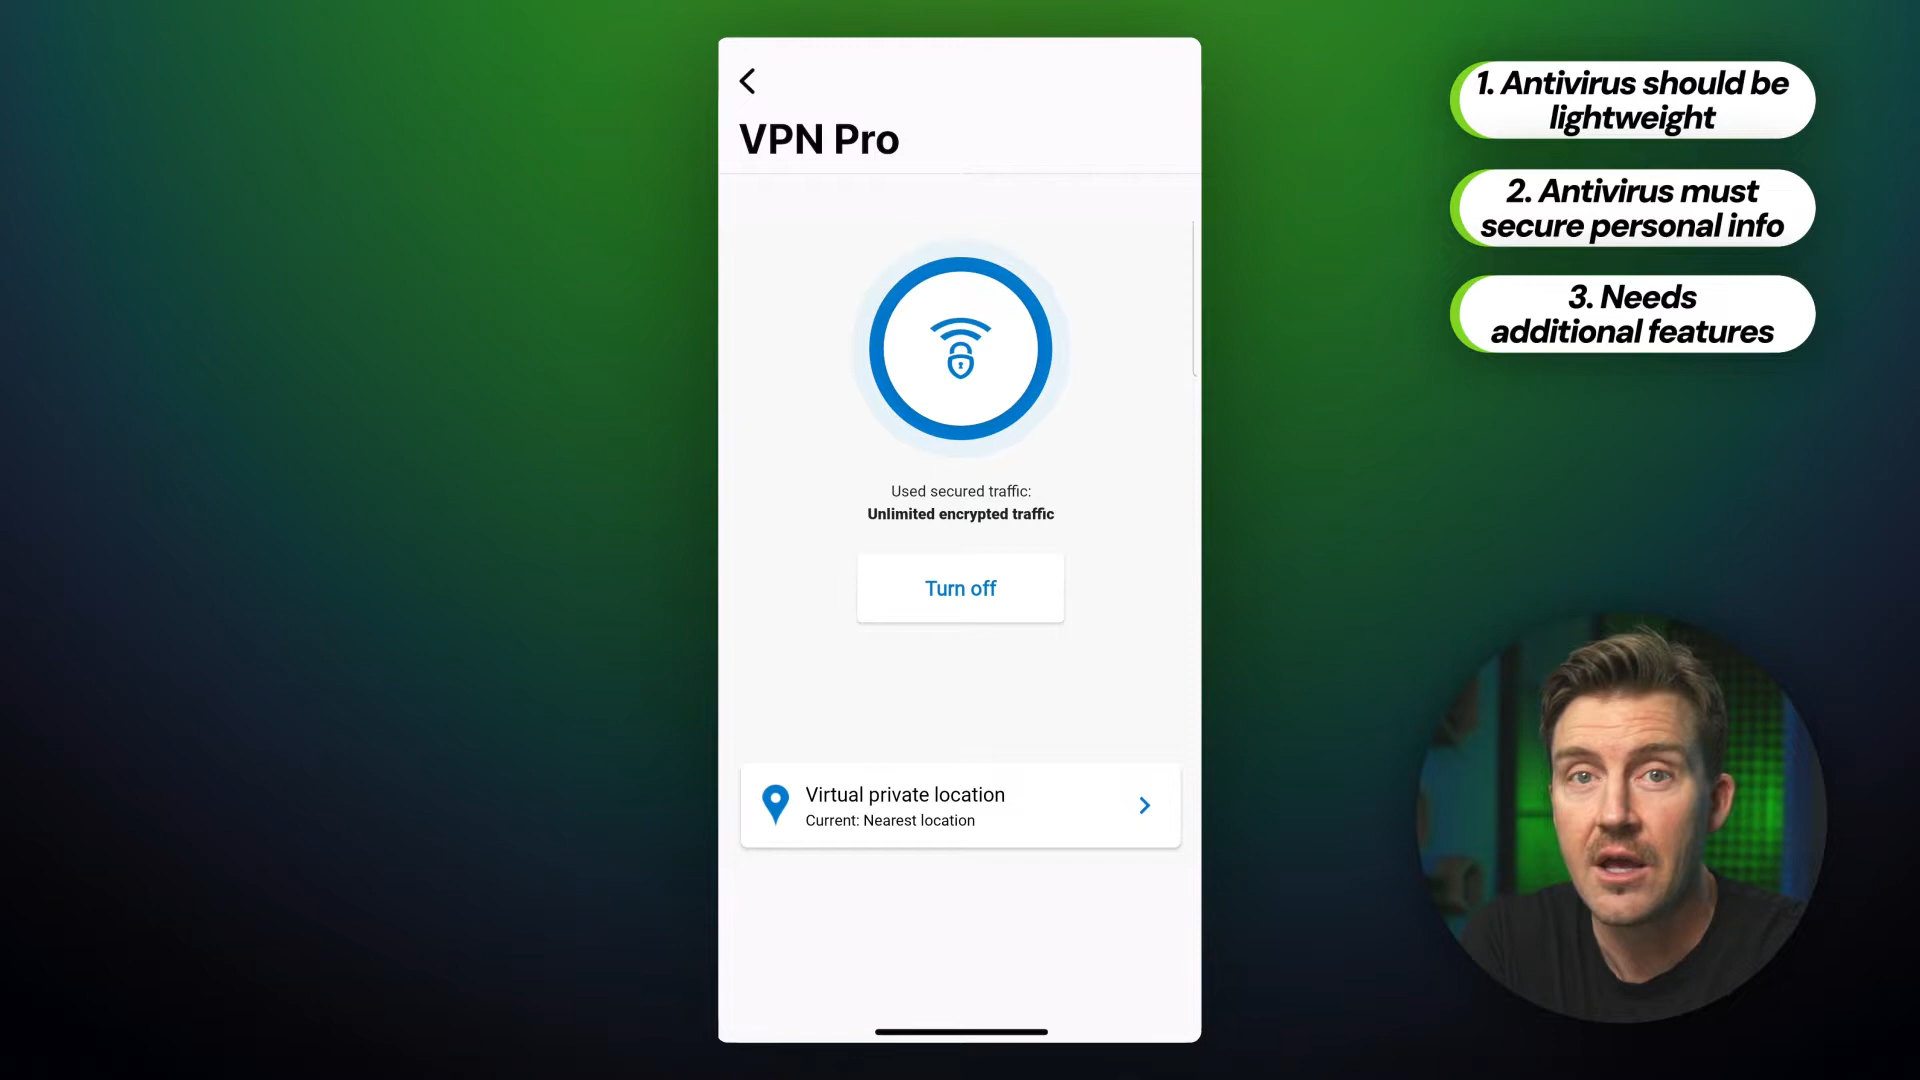 VPN Pro
Used secured traffic:
Unlimited encrypted traffic
Turn off
Virtual private location
Current: Nearest location
1. Antivirus should be
lightweight
2. Antivirus must
secure personal info
3. Needs
additional features